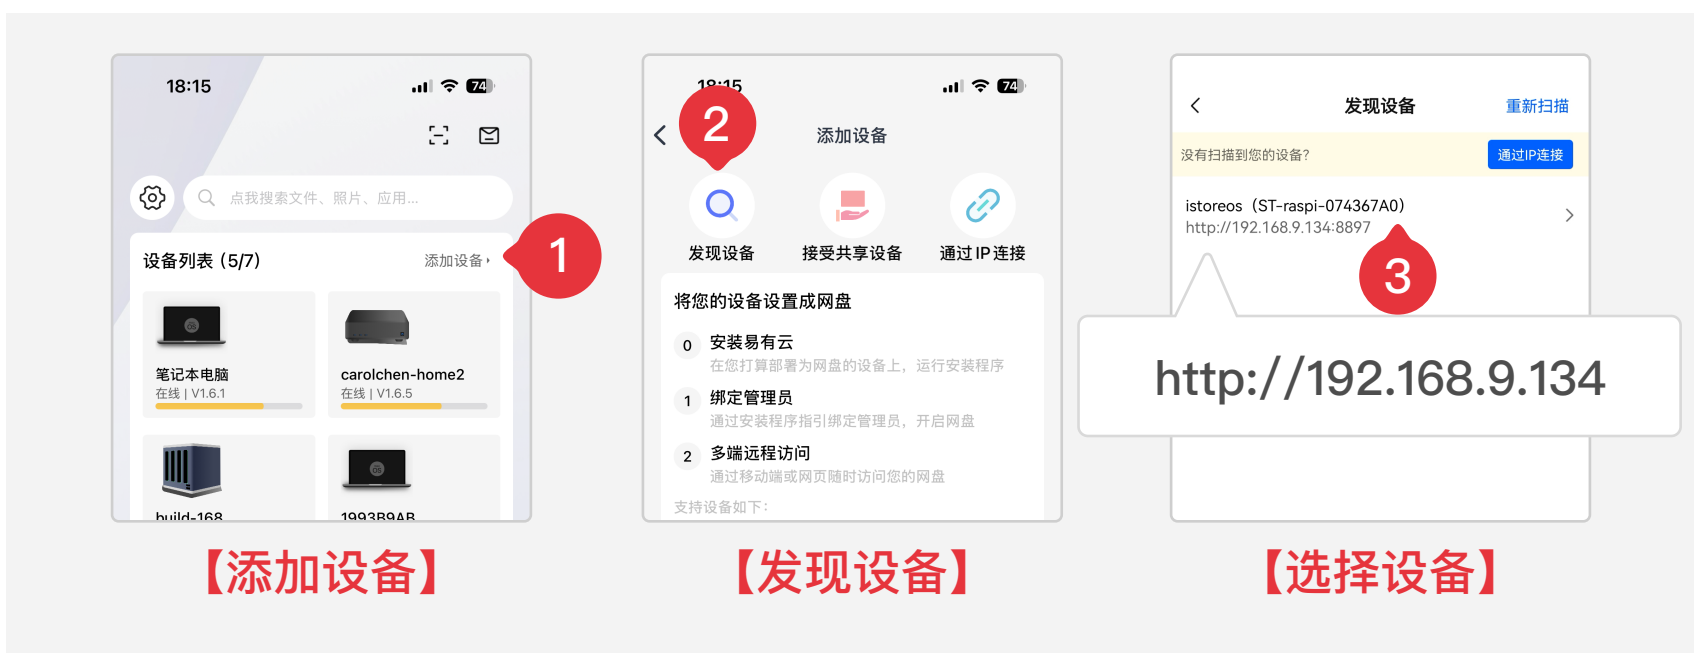 18:15
74
点我搜索文件、照片、应用...
设备列表 (5/7)
添加设备
1
笔记本电脑
在线 | V1.6.1
carolchen-home2
在线 | V1.6.5
build-168
1993B9AB
【添加设备】
18:15
74
2
添加设备
发现设备
接受共享设备
通过IP连接
将您的设备设置成网盘
0 安装易有云
在您打算部署为网盘的设备上，运行安装程序
1 绑定管理员
通过安装程序指引绑定管理员，开启网盘
2 多端远程访问
通过移动端或网页随时访问您的网盘
支持设备如下：
【发现设备】
发现设备
重新扫描
没有扫描到您的设备?
通过IP连接
istoreos（ST-raspi-074367A0）
http://192.168.9.134:8897
3
http://192.168.9.134
【选择设备】